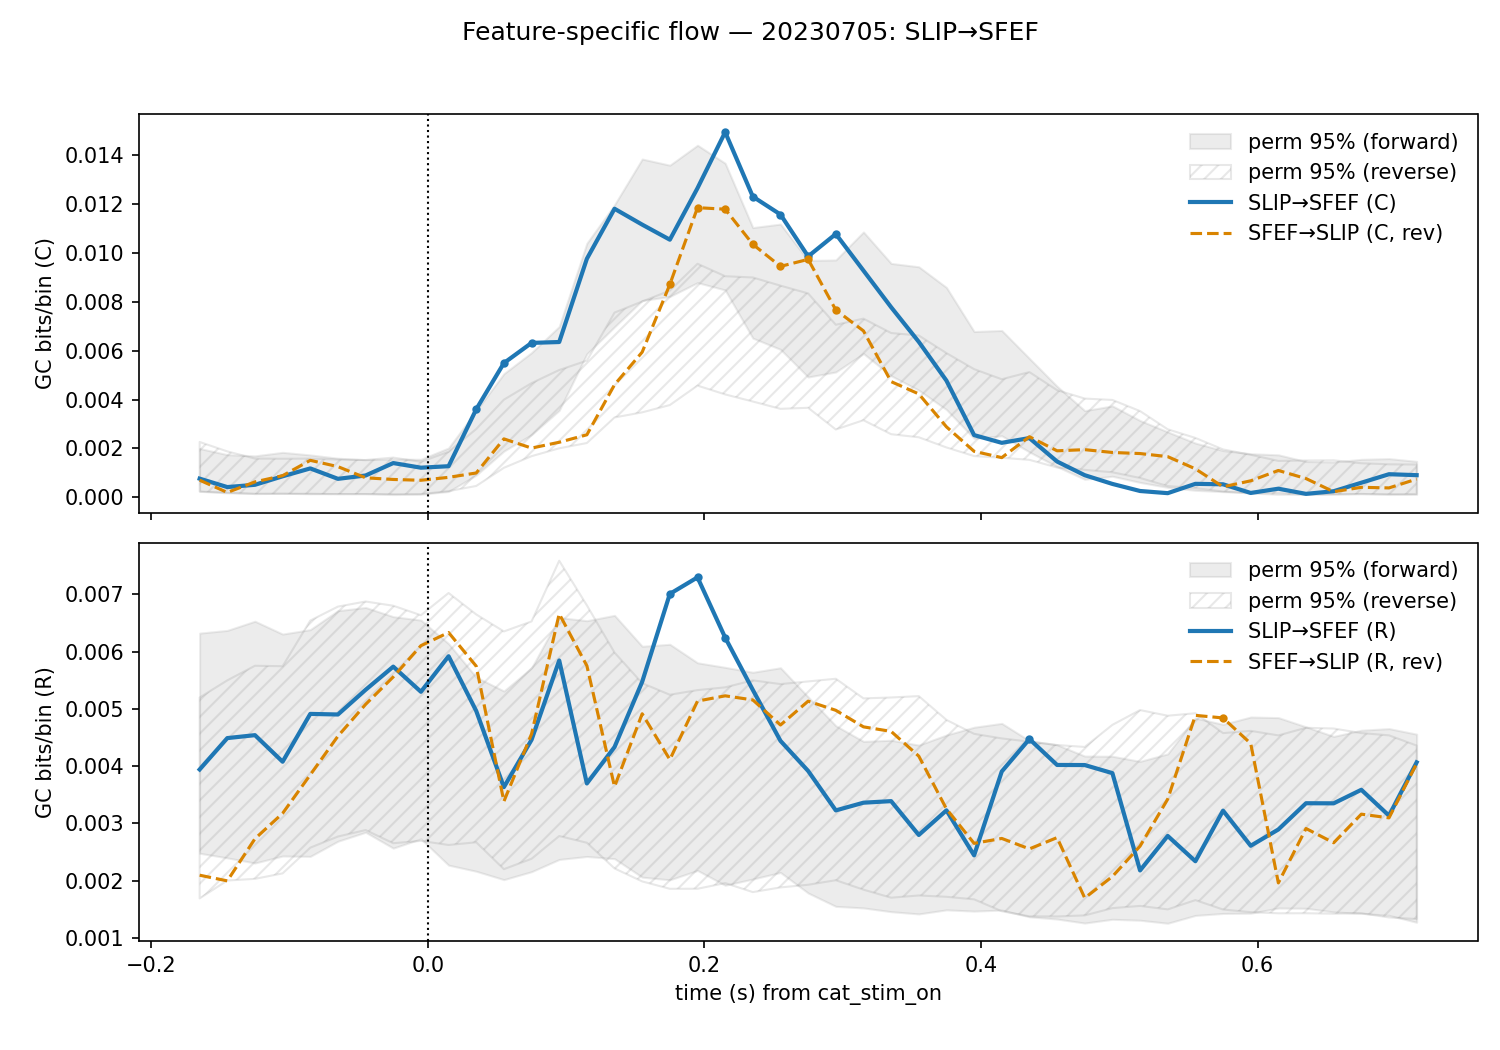 Feature-specific flow — 20230705: SLIP→SFEF
GC bits/bin (C)
0.014
0.012
0.010
0.008
0.006
0.004
0.002
0.000
perm 95% (forward)
perm 95% (reverse)
SLIP→SFEF (C)
SFEF→SLIP (C, rev)
GC bits/bin (R)
0.007
0.006
0.005
0.004
0.003
0.002
0.001
perm 95% (forward)
perm 95% (reverse)
SLIP→SFEF (R)
SFEF→SLIP (R, rev)
−0.2 0.0 0.2 0.4 0.6
time (s) from cat_stim_on